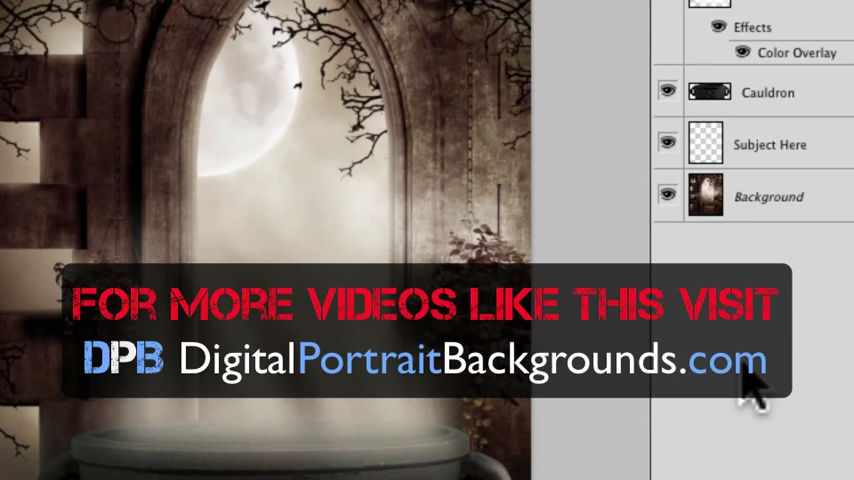 Effects
Color Overlay
Cauldron
Subject Here
Background
FOR MORE VIDEOS LIKE THIS VISIT
DPB DigitalPortraitBackgrounds.com